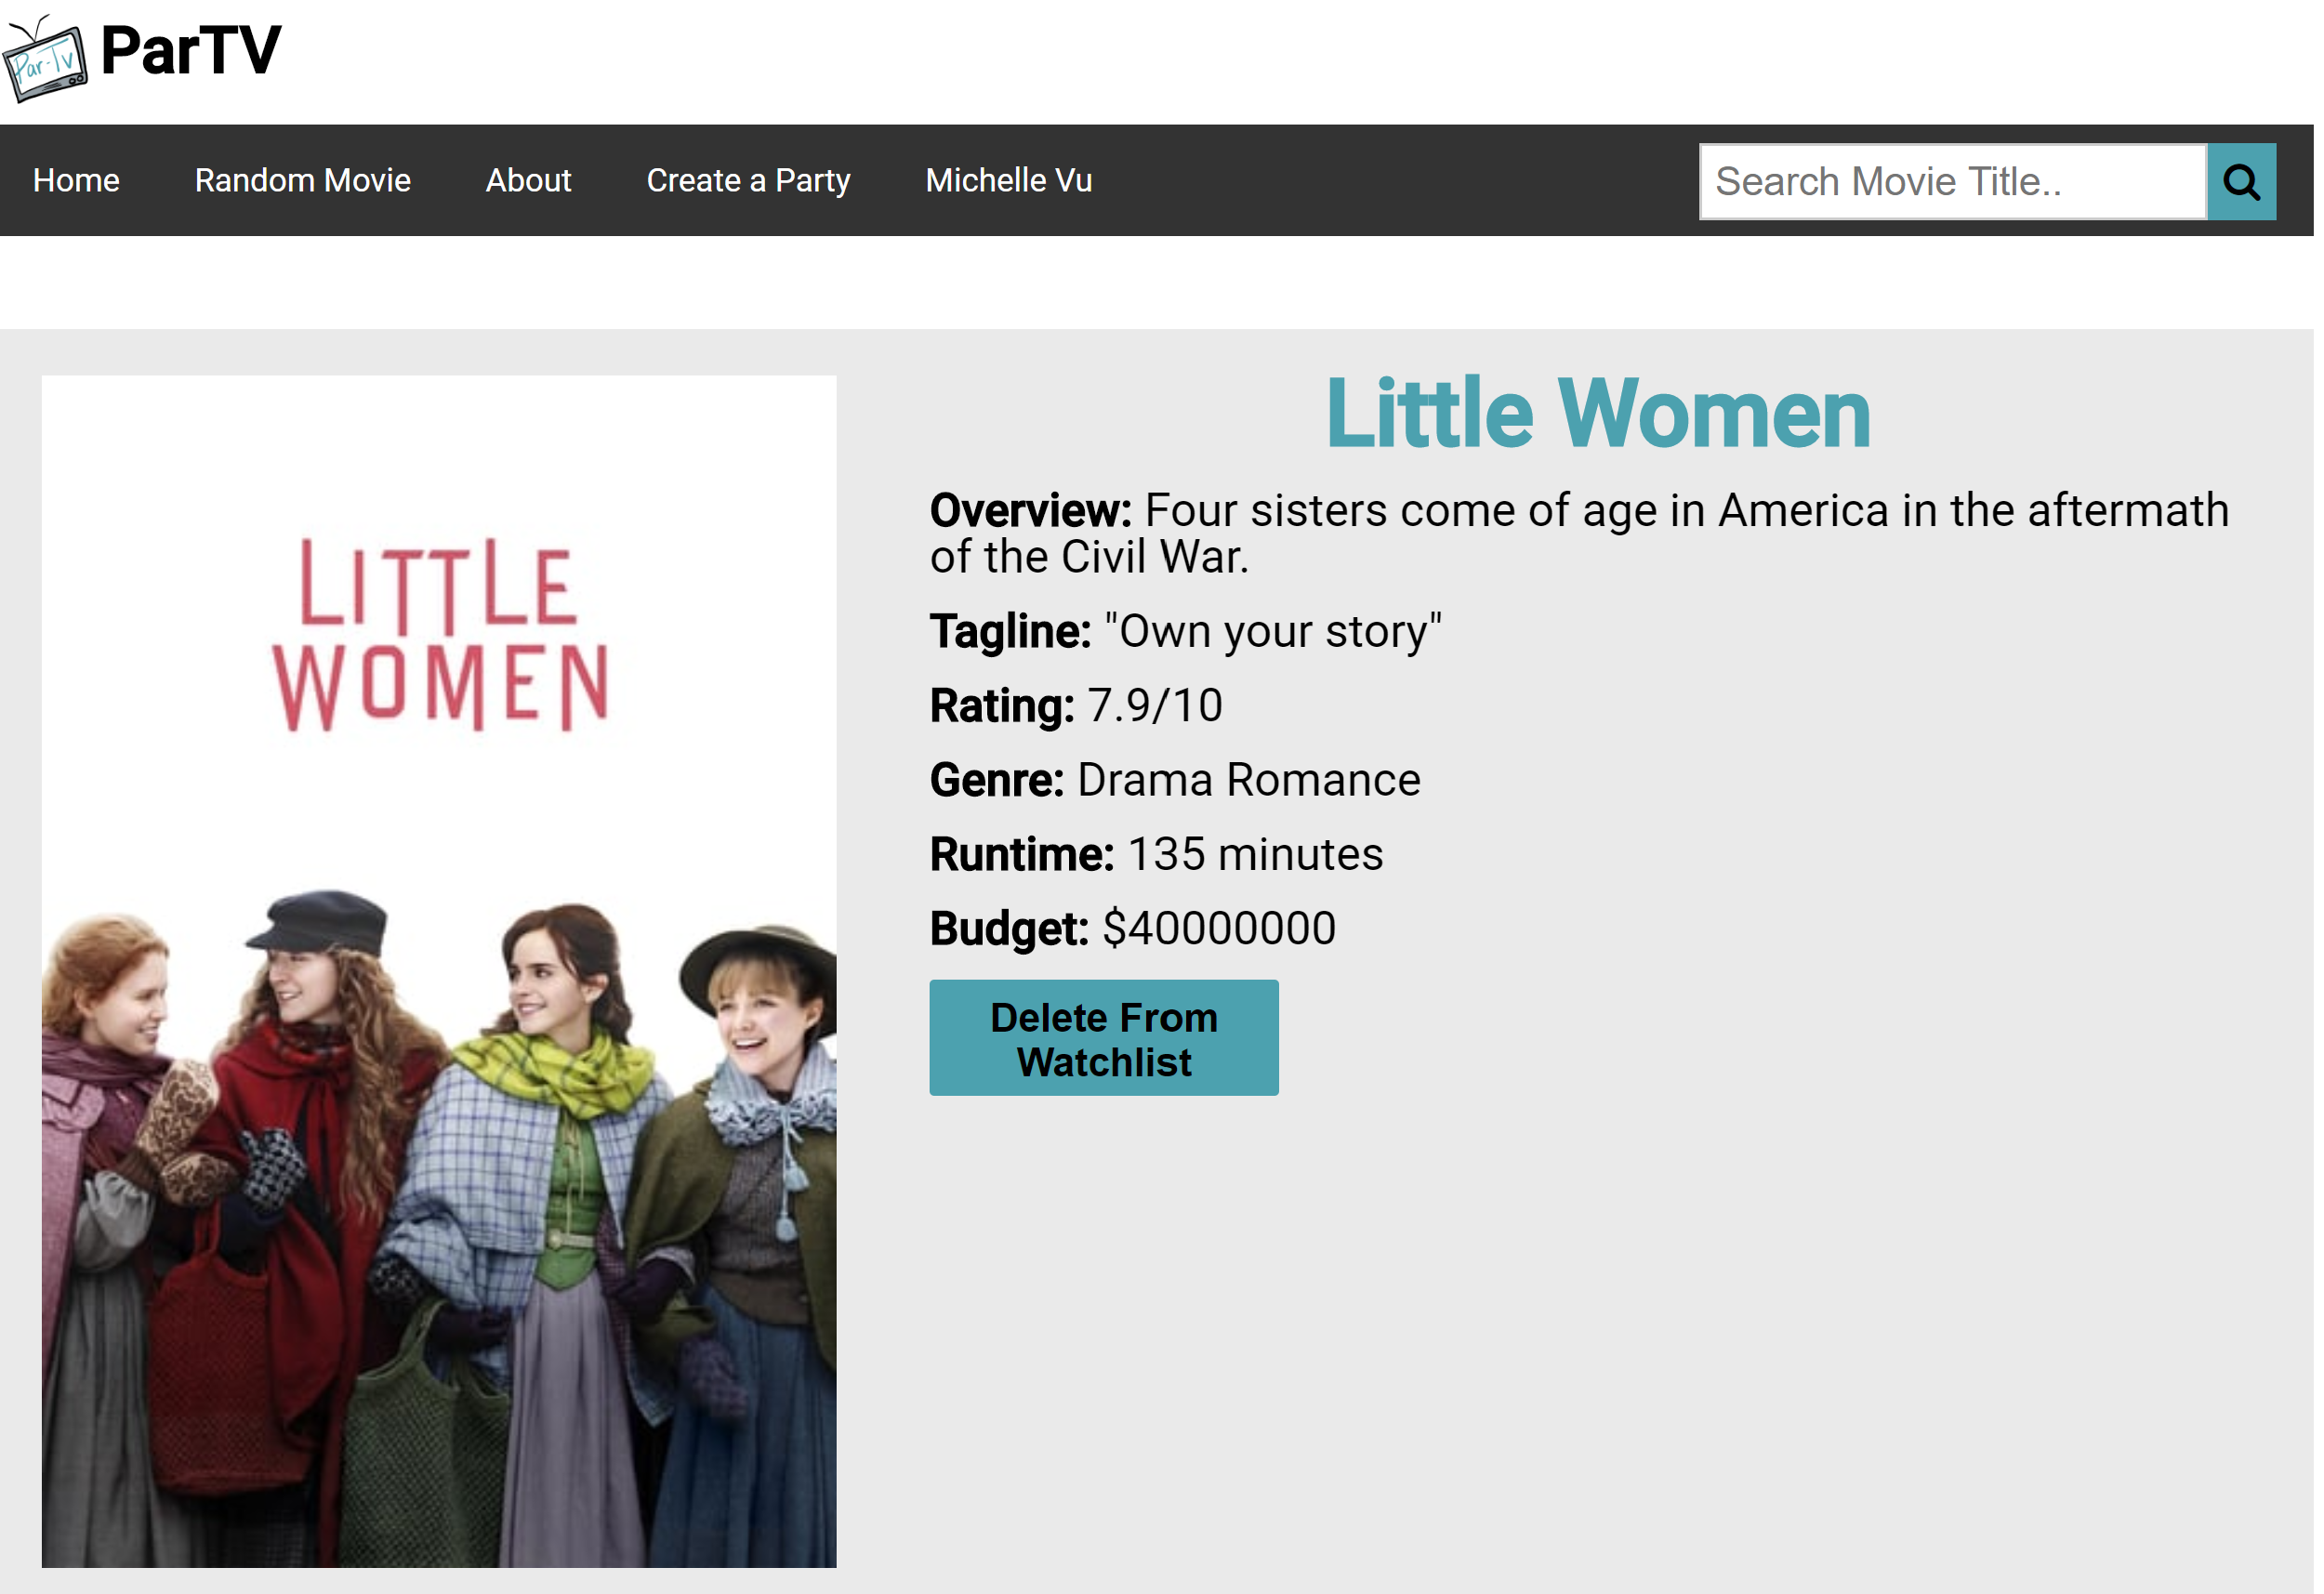 Par-Tv
ParTV
Home
Random Movie
About
Create a Party
Michelle Vu
Search Movie Title..
LiTTLE
WOMEN
Little Women
Overview: Four sisters come of age in America in the aftermath
of the Civil War.
Tagline: "Own your story"
Rating: 7.9/10
Genre: Drama Romance
Runtime: 135 minutes
Budget: $40000000
Delete From
Watchlist